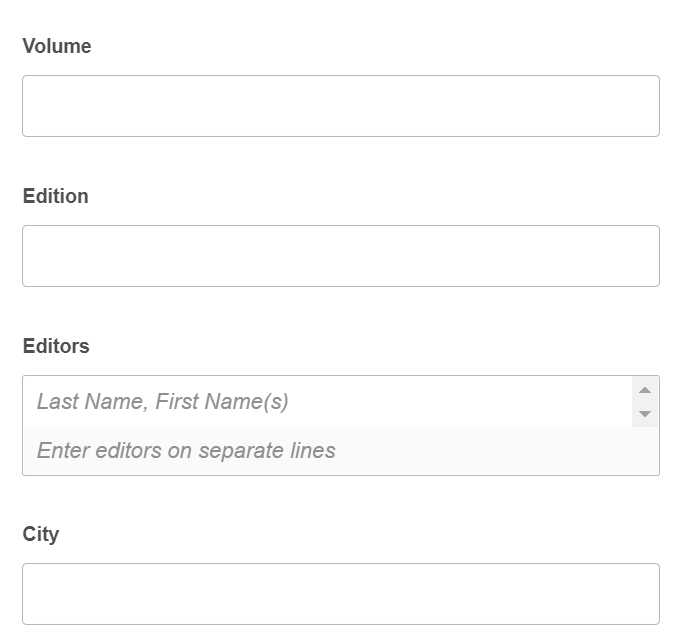 Volume
Edition
Editors
Last Name, First Name(s)
Enter editors on separate lines
City